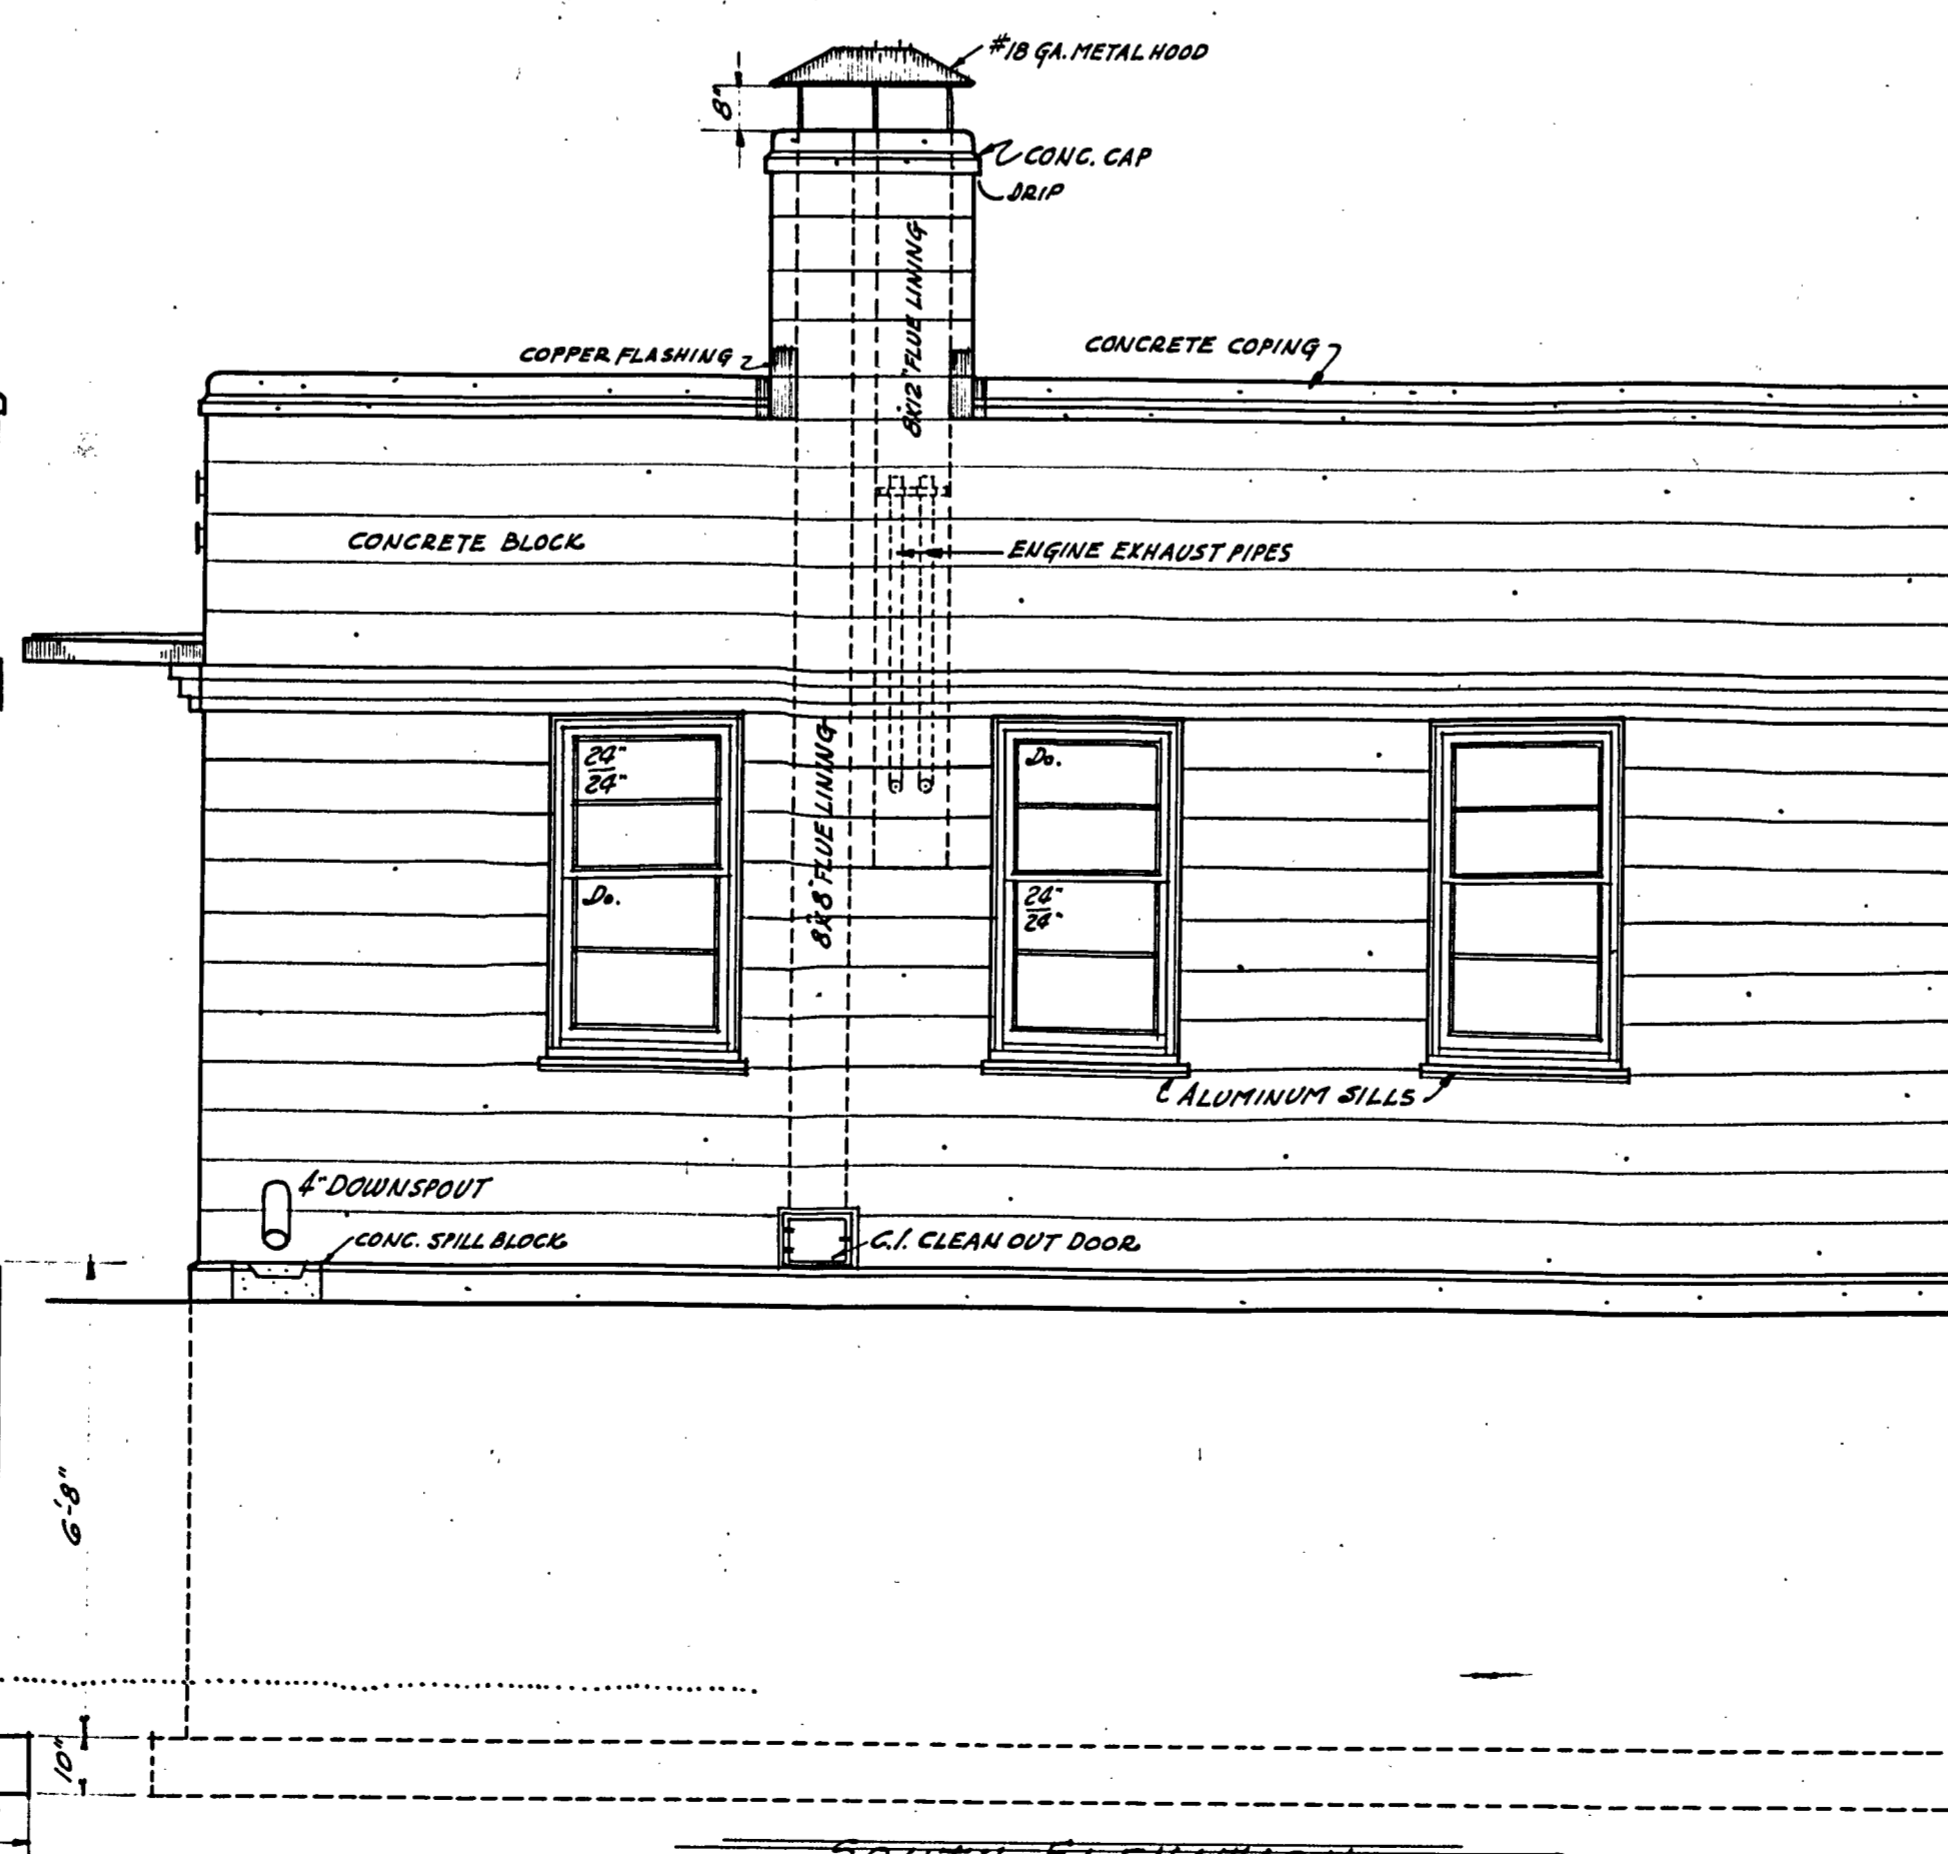 #18 GA. METAL HOOD
8"
CONC. CAP
DRIP
8"X12" FLUE LINING
COPPER FLASHING
CONCRETE COPING
CONCRETE BLOCK
ENGINE EXHAUST PIPES
24"
24"
Do.
8"X8" FLUE LINING
Do.
24"
24"
ALUMINUM SILLS
4" DOWNSPOUT
CONC. SPILL BLOCK
C.I. CLEAN OUT DOOR
6'-8"
10"